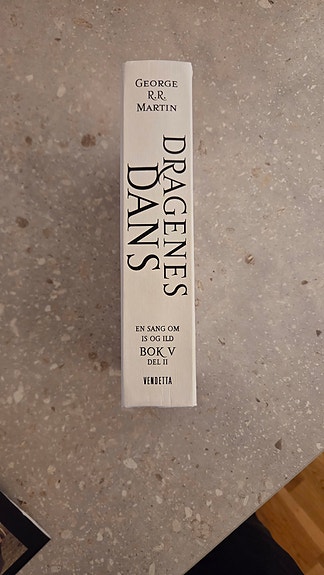 GEORGE
R.R.
MARTIN
DRAGENES
DANS
EN SANG OM
IS OG ILD
BOK V
DEL II
VENDETTA